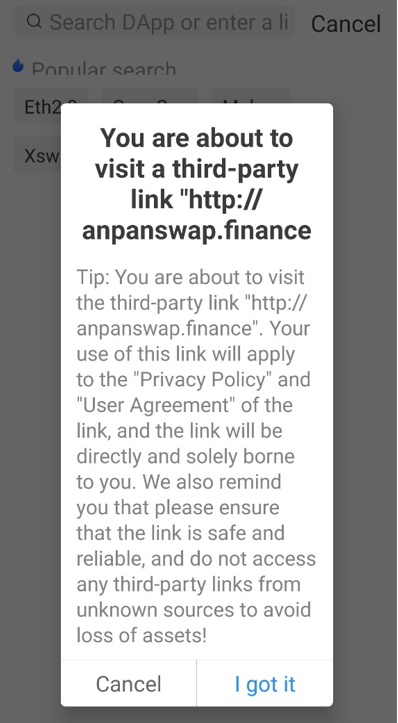 Search DApp or enter a li Cancel
Popular search
Eth2
Xsw
You are about to
visit a third-party
link "http://
anpanswap.finance
Tip: You are about to visit
the third-party link "http://
anpanswap.finance". Your
use of this link will apply
to the "Privacy Policy" and
"User Agreement" of the
link, and the link will be
directly and solely borne
to you. We also remind
you that please ensure
that the link is safe and
reliable, and do not access
any third-party links from
unknown sources to avoid
loss of assets!
Cancel I got it